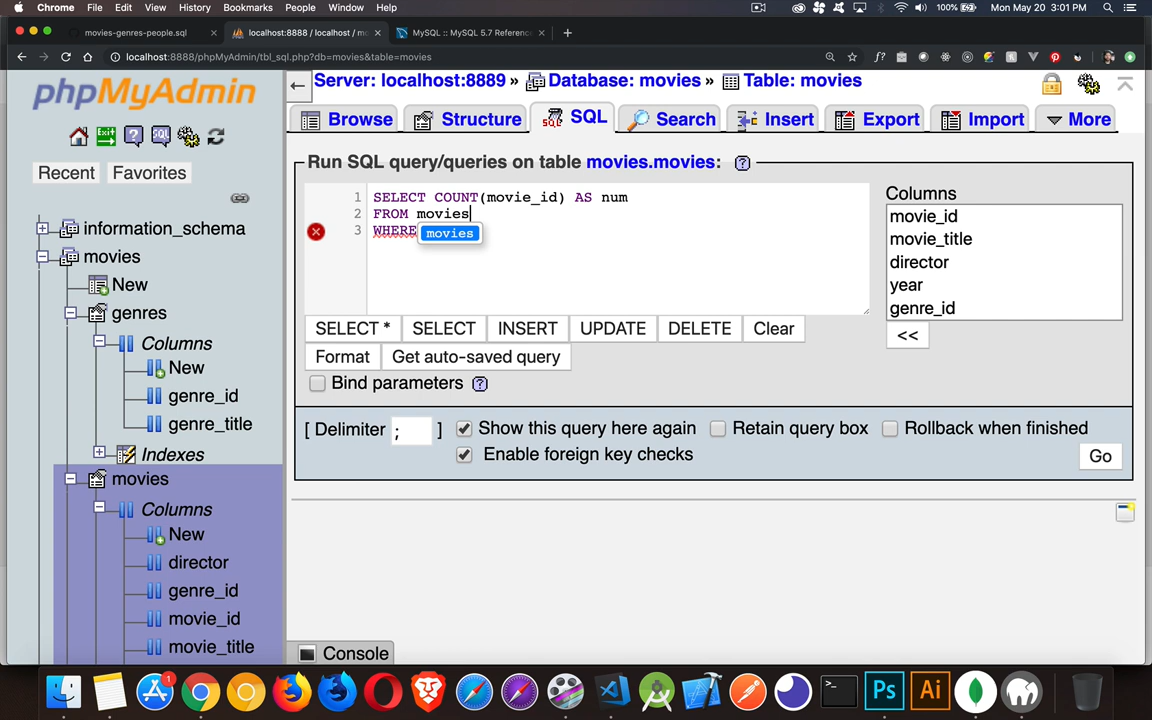 Chrome File Edit View History Bookmarks People Window Help 100% Mon May 20 3:01 PM
movies-genres-people.sql × localhost:8888 / localhost / m × MySQL :: MySQL 5.7 Referenc × +
localhost:8888/phpMyAdmin/tbl_sql.php?db=movies&table=movies
phpMyAdmin
Recent Favorites
information_schema
movies
New
genres
Columns
New
genre_id
genre_title
Indexes
movies
Columns
New
director
genre_id
movie_id
movie_title
Server: localhost:8889 » Database: movies » Table: movies
Browse Structure SQL Search Insert Export Import More
Run SQL query/queries on table movies.movies:
1 SELECT COUNT(movie_id) AS num
2 FROM movies
3 WHERE
movies
Columns
movie_id
movie_title
director
year
genre_id
<<
SELECT * SELECT INSERT UPDATE DELETE Clear
Format Get auto-saved query
Bind parameters
[ Delimiter ; ] Show this query here again Retain query box Rollback when finished
Enable foreign key checks
Go
Console
1
Ps Ai